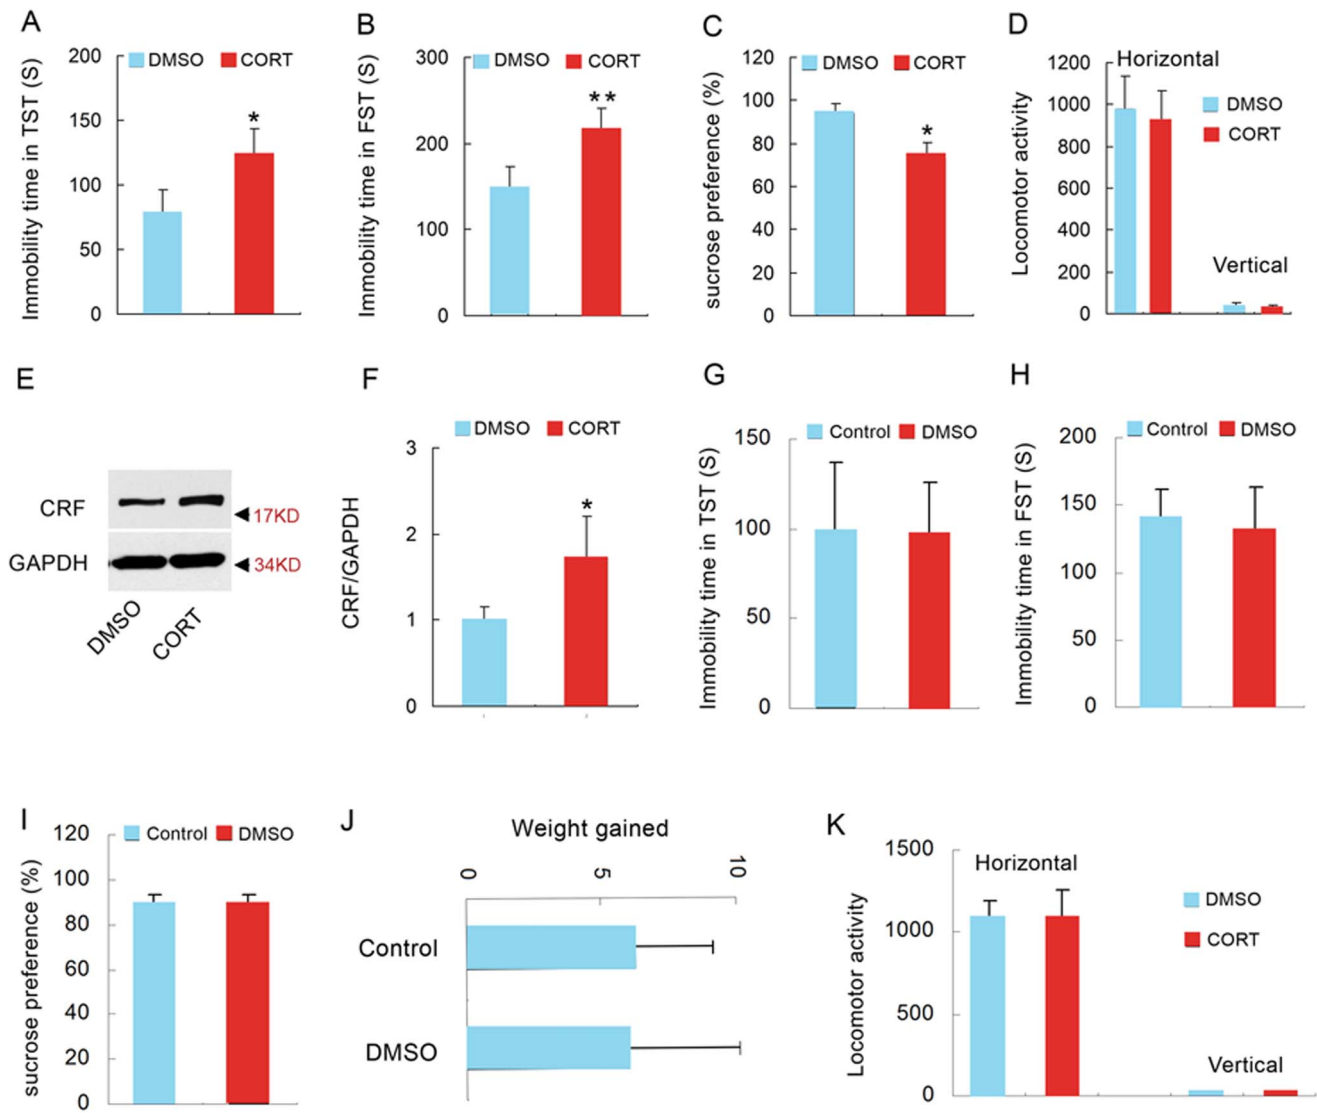 A
Immobility time in TST (S)
DMSO CORT
200
150
100
50
0
*
B
Immobility time in FST (S)
DMSO CORT
300
200
100
0
**
C
sucrose preference (%)
DMSO CORT
120
100
80
60
40
20
0
*
D
Locomotor activity
Horizontal
1200
1000
800
600
400
200
0
DMSO
CORT
Vertical
E
CRF
17KD
GAPDH
34KD
DMSO
CORT
F
CRF/GAPDH
DMSO CORT
3
2
1
0
*
G
Immobility time in TST (S)
Control DMSO
150
100
50
0
H
Immobility time in FST (S)
Control DMSO
200
150
100
50
0
I
sucrose preference (%)
Control DMSO
120
100
80
60
40
20
0
J
Weight gained
0 5 10
Control
DMSO
K
Locomotor activity
1500
1000
500
0
Horizontal
DMSO
CORT
Vertical